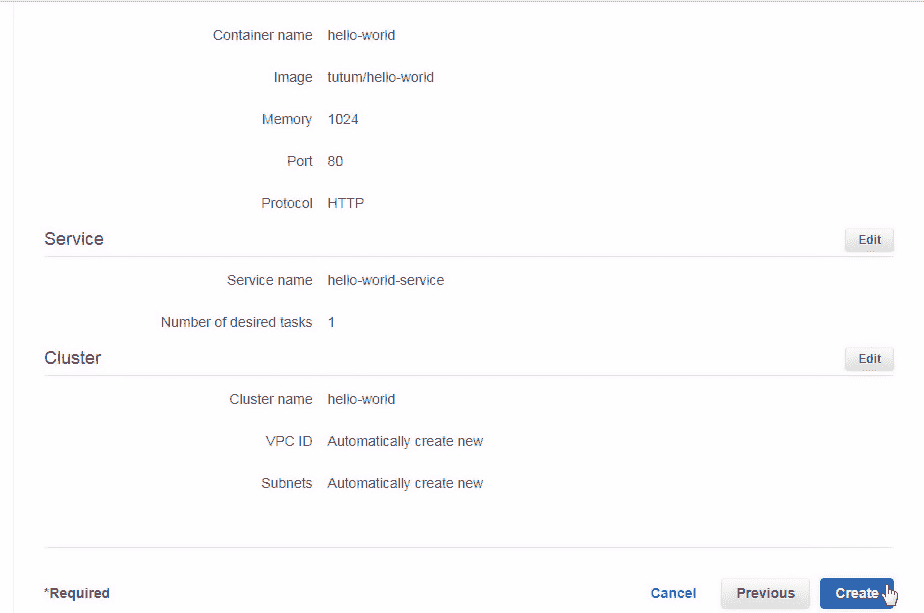 Container name hello-world
Image tutum/hello-world
Memory 1024
Port 80
Protocol HTTP
Service Edit
Service name hello-world-service
Number of desired tasks 1
Cluster Edit
Cluster name hello-world
VPC ID Automatically create new
Subnets Automatically create new
*Required Cancel Previous Create